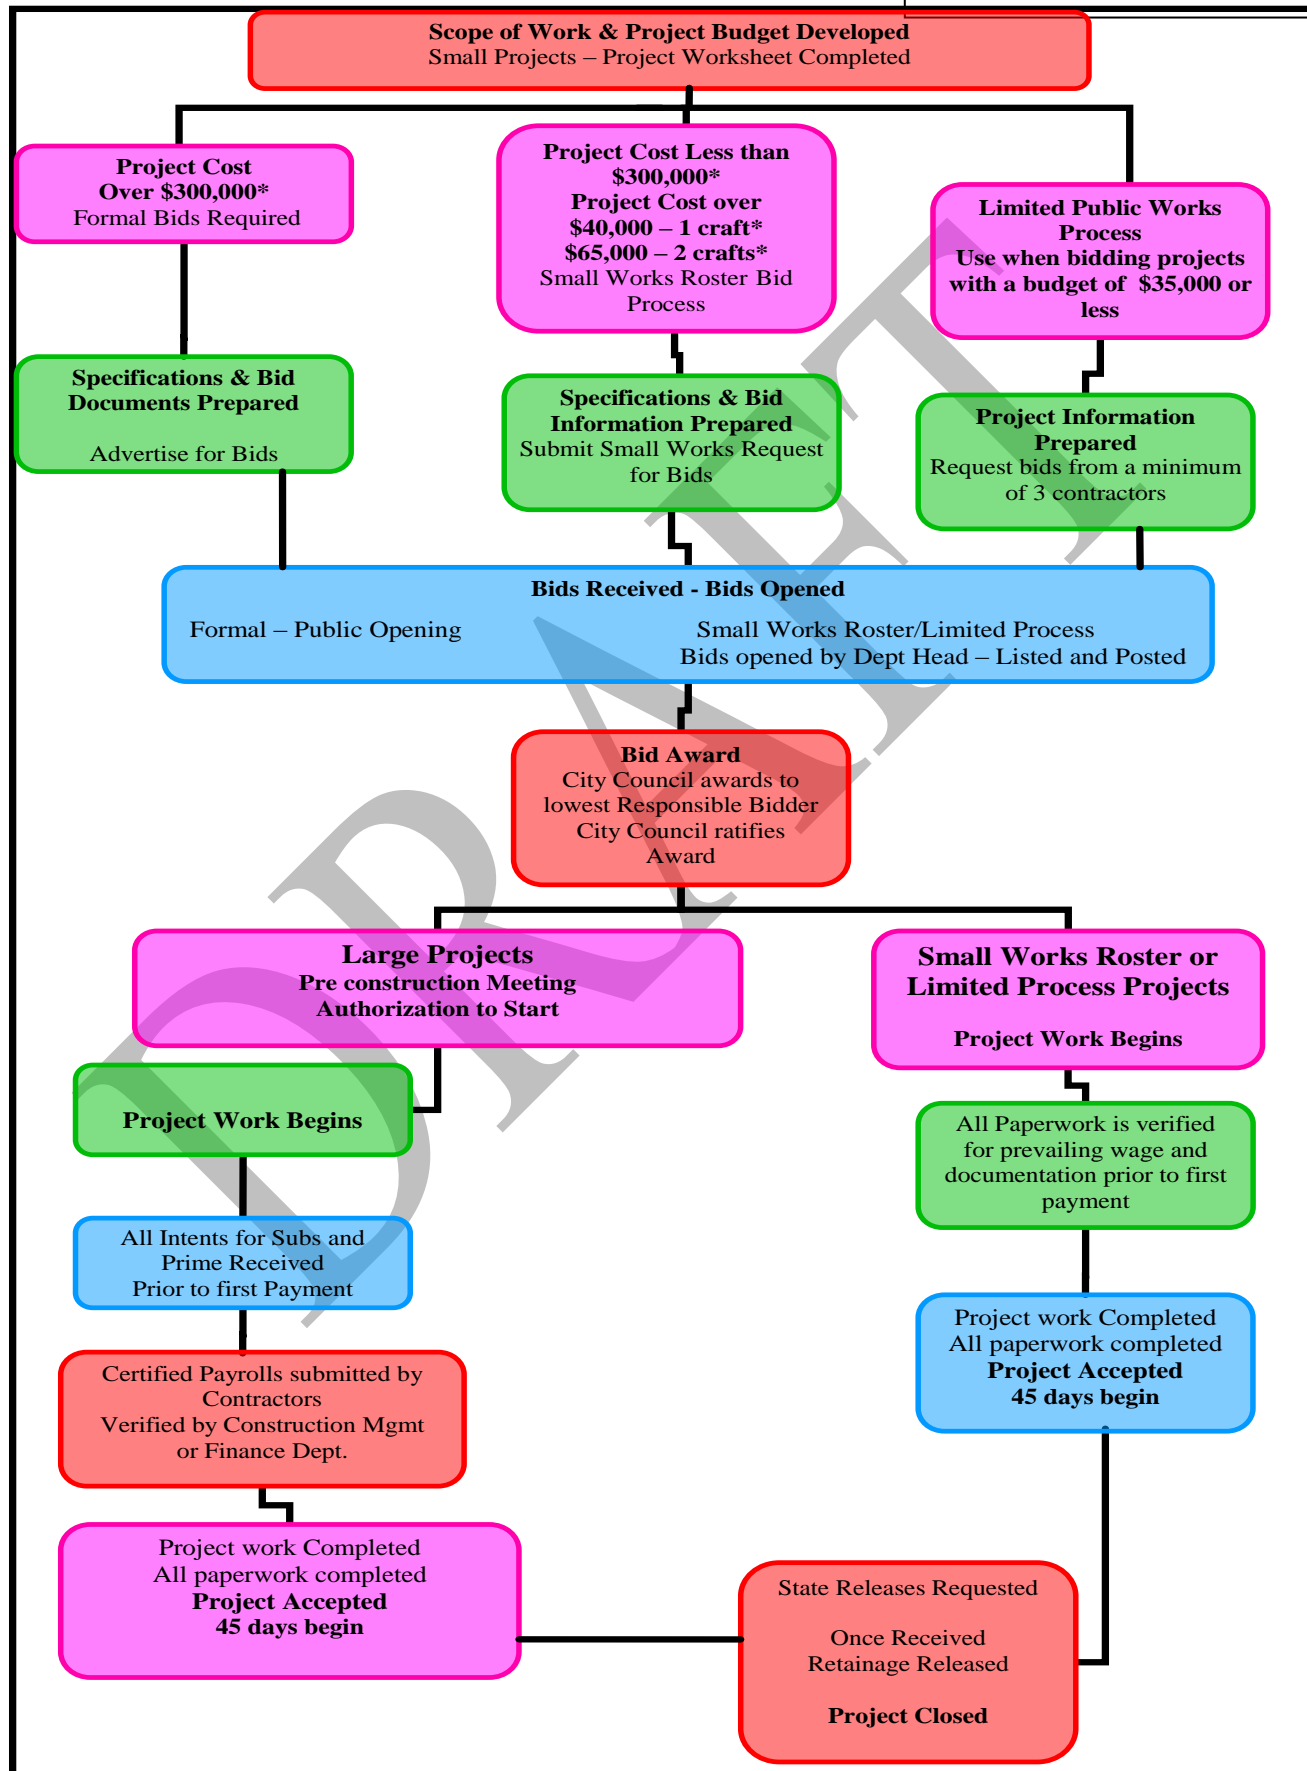 Scope of Work & Project Budget Developed
Small Projects – Project Worksheet Completed
Project Cost
Over $300,000*
Formal Bids Required
Project Cost Less than
$300,000*
Project Cost over
$40,000 – 1 craft*
$65,000 – 2 crafts*
Small Works Roster Bid
Process
Limited Public Works
Process
Use when bidding projects
with a budget of $35,000 or
less
Specifications & Bid
Documents Prepared
Advertise for Bids
Specifications & Bid
Information Prepared
Submit Small Works Request
for Bids
Project Information
Prepared
Request bids from a minimum
of 3 contractors
Bids Received - Bids Opened
Formal – Public Opening
Small Works Roster/Limited Process
Bids opened by Dept Head – Listed and Posted
Bid Award
City Council awards to
lowest Responsible Bidder
City Council ratifies
Award
Large Projects
Pre construction Meeting
Authorization to Start
Small Works Roster or
Limited Process Projects
Project Work Begins
Project Work Begins
All Paperwork is verified
for prevailing wage and
documentation prior to first
payment
All Intents for Subs and
Prime Received
Prior to first Payment
Project work Completed
All paperwork completed
Project Accepted
45 days begin
Certified Payrolls submitted by
Contractors
Verified by Construction Mgmt
or Finance Dept.
Project work Completed
All paperwork completed
Project Accepted
45 days begin
State Releases Requested
Once Received
Retainage Released
Project Closed
DRAFT